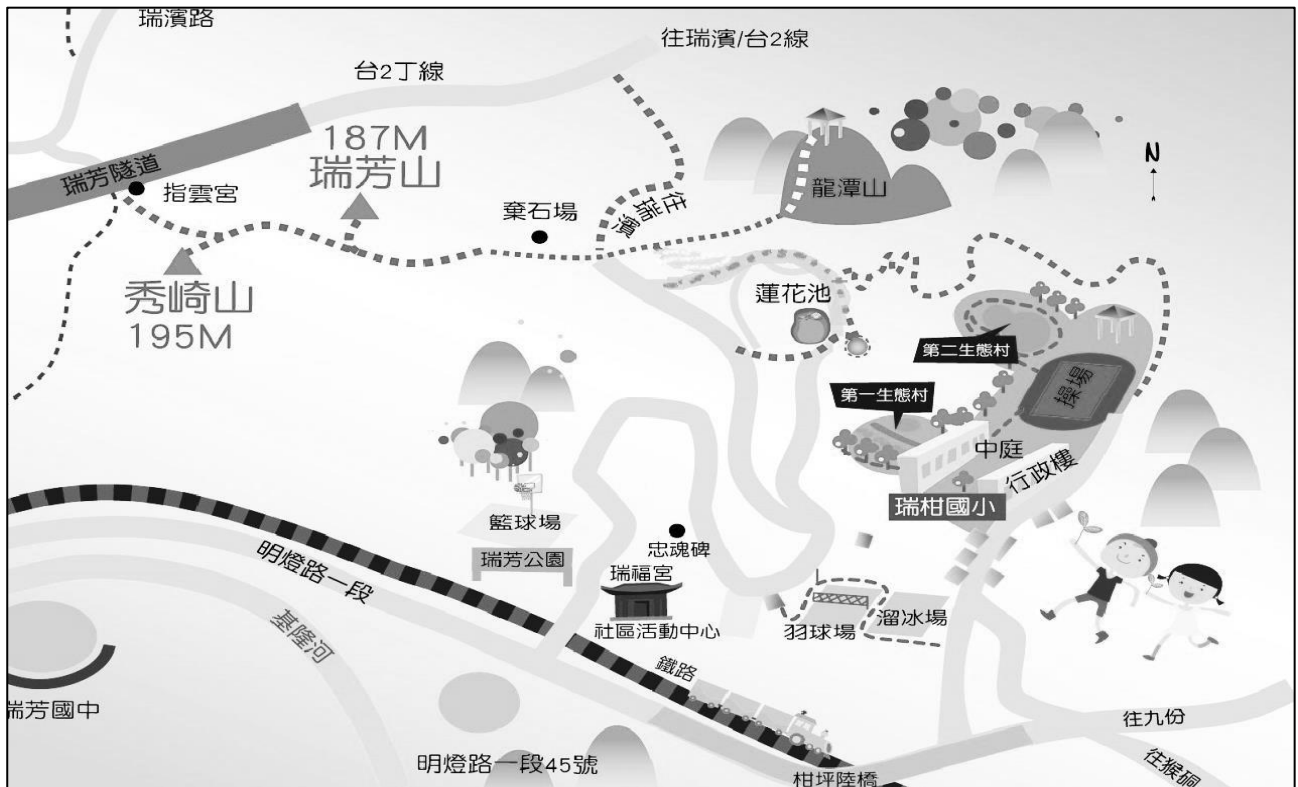 瑞濱路
往瑞濱/台2線
台2丁線
187M
瑞芳山
N
瑞芳隧道
指雲宮
龍潭山
棄石場
往瑞濱
秀崎山
195M
蓮花池
第二生態村
操場
第一生態村
中庭
行政樓
瑞柑國小
籃球場
瑞芳公園
忠魂碑
瑞福宮
社區活動中心
羽球場
溜冰場
明燈路一段
基隆河
鐵路
瑞芳國中
往九份
往猴硐
明燈路一段45號
柑坪陸橋